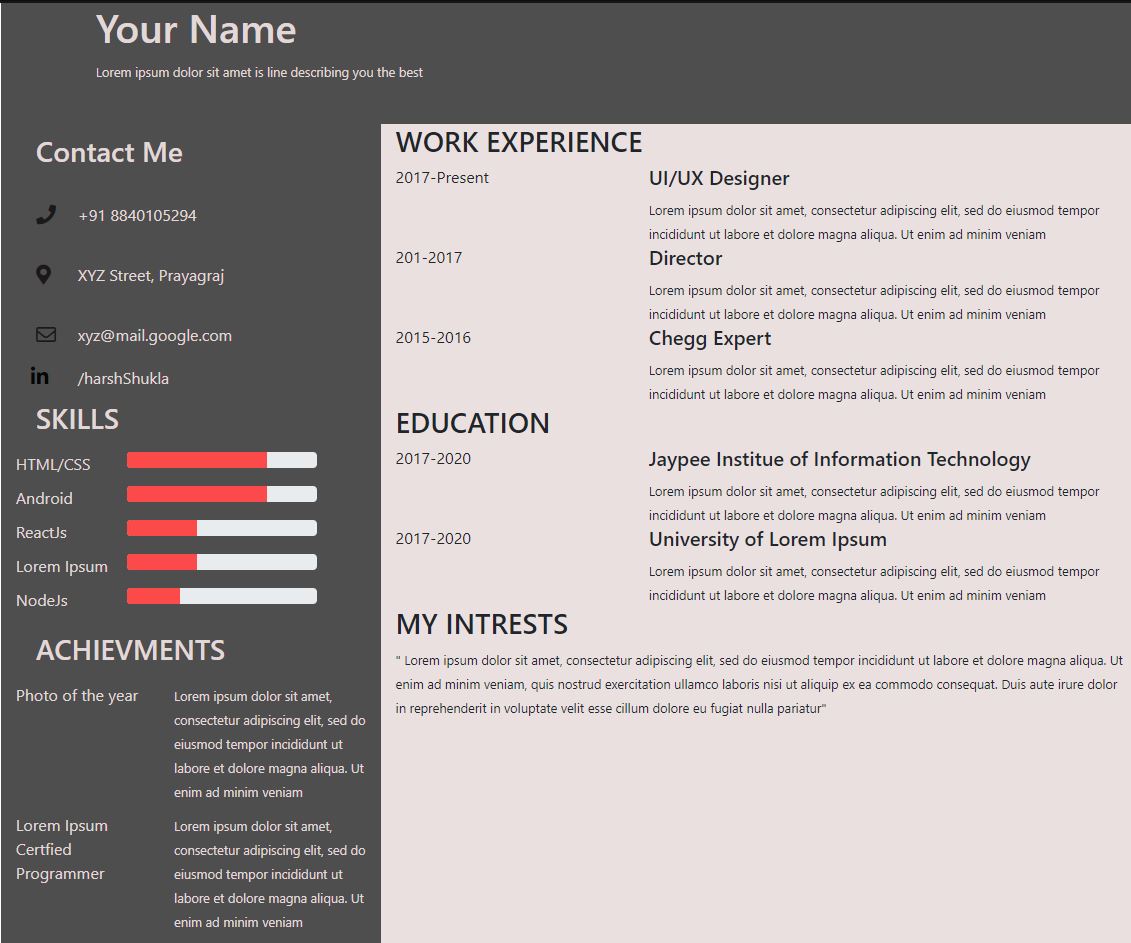 Your Name
Lorem ipsum dolor sit amet is line describing you the best
Contact Me
+91 8840105294
XYZ Street, Prayagraj
xyz@mail.google.com
in /harshShukla
SKILLS
HTML/CSS
Android
ReactJs
Lorem Ipsum
NodeJs
ACHIEVMENTS
Photo of the year
Lorem ipsum dolor sit amet,
consectetur adipiscing elit, sed do
eiusmod tempor incididunt ut
labore et dolore magna aliqua. Ut
enim ad minim veniam
Lorem Ipsum
Certfied
Programmer
Lorem ipsum dolor sit amet,
consectetur adipiscing elit, sed do
eiusmod tempor incididunt ut
labore et dolore magna aliqua. Ut
enim ad minim veniam
WORK EXPERIENCE
2017-Present
UI/UX Designer
Lorem ipsum dolor sit amet, consectetur adipiscing elit, sed do eiusmod tempor
incididunt ut labore et dolore magna aliqua. Ut enim ad minim veniam
201-2017
Director
Lorem ipsum dolor sit amet, consectetur adipiscing elit, sed do eiusmod tempor
incididunt ut labore et dolore magna aliqua. Ut enim ad minim veniam
2015-2016
Chegg Expert
Lorem ipsum dolor sit amet, consectetur adipiscing elit, sed do eiusmod tempor
incididunt ut labore et dolore magna aliqua. Ut enim ad minim veniam
EDUCATION
2017-2020
Jaypee Institue of Information Technology
Lorem ipsum dolor sit amet, consectetur adipiscing elit, sed do eiusmod tempor
incididunt ut labore et dolore magna aliqua. Ut enim ad minim veniam
2017-2020
University of Lorem Ipsum
Lorem ipsum dolor sit amet, consectetur adipiscing elit, sed do eiusmod tempor
incididunt ut labore et dolore magna aliqua. Ut enim ad minim veniam
MY INTRESTS
" Lorem ipsum dolor sit amet, consectetur adipiscing elit, sed do eiusmod tempor incididunt ut labore et dolore magna aliqua. Ut
enim ad minim veniam, quis nostrud exercitation ullamco laboris nisi ut aliquip ex ea commodo consequat. Duis aute irure dolor
in reprehenderit in voluptate velit esse cillum dolore eu fugiat nulla pariatur"